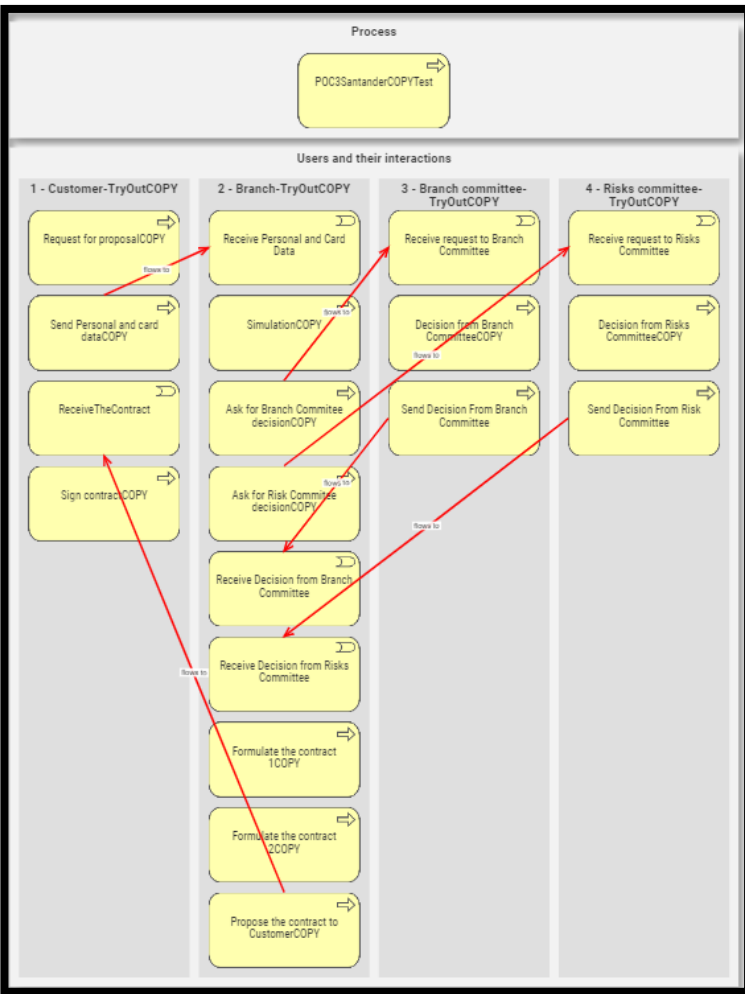 Process
POC3SantanderCOPYTest
Users and their interactions
1 - Customer-TryOutCOPY
Request for proposalCOPY
Send Personal and card
dataCOPY
ReceiveTheContract
Sign contractCOPY
2 - Branch-TryOutCOPY
Receive Personal and Card
Data
SimulationCOPY
Ask for Branch Commitee
decisionCOPY
Ask for Risk Commitee
decisionCOPY
Receive Decision from Branch
Committee
Receive Decision from Risks
Committee
Formulate the contract
1COPY
Formulate the contract
2COPY
Propose the contract to
CustomerCOPY
3 - Branch committee-
TryOutCOPY
Receive request to Branch
Committee
Decision from Branch
CommitteeCOPY
Send Decision From Branch
Committee
4 - Risks committee-
TryOutCOPY
Receive request to Risks
Committee
Decision from Risks
CommitteeCOPY
Send Decision From Risk
Committee
flows to
flows to
flows to
flows to
flows to
flows to